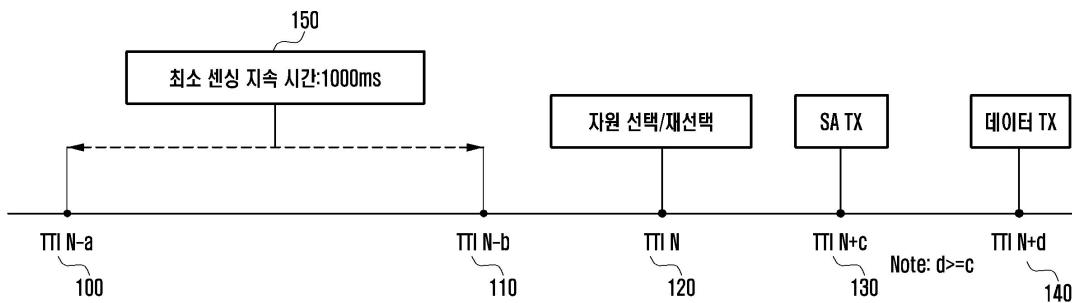 150
최소 센싱 지속 시간:1000ms
자원 선택/재선택
SA TX
데이터 TX
TTI N-a
TTI N-b
TTI N
TTI N+c
TTI N+d
Note: d>=c
100
110
120
130
140